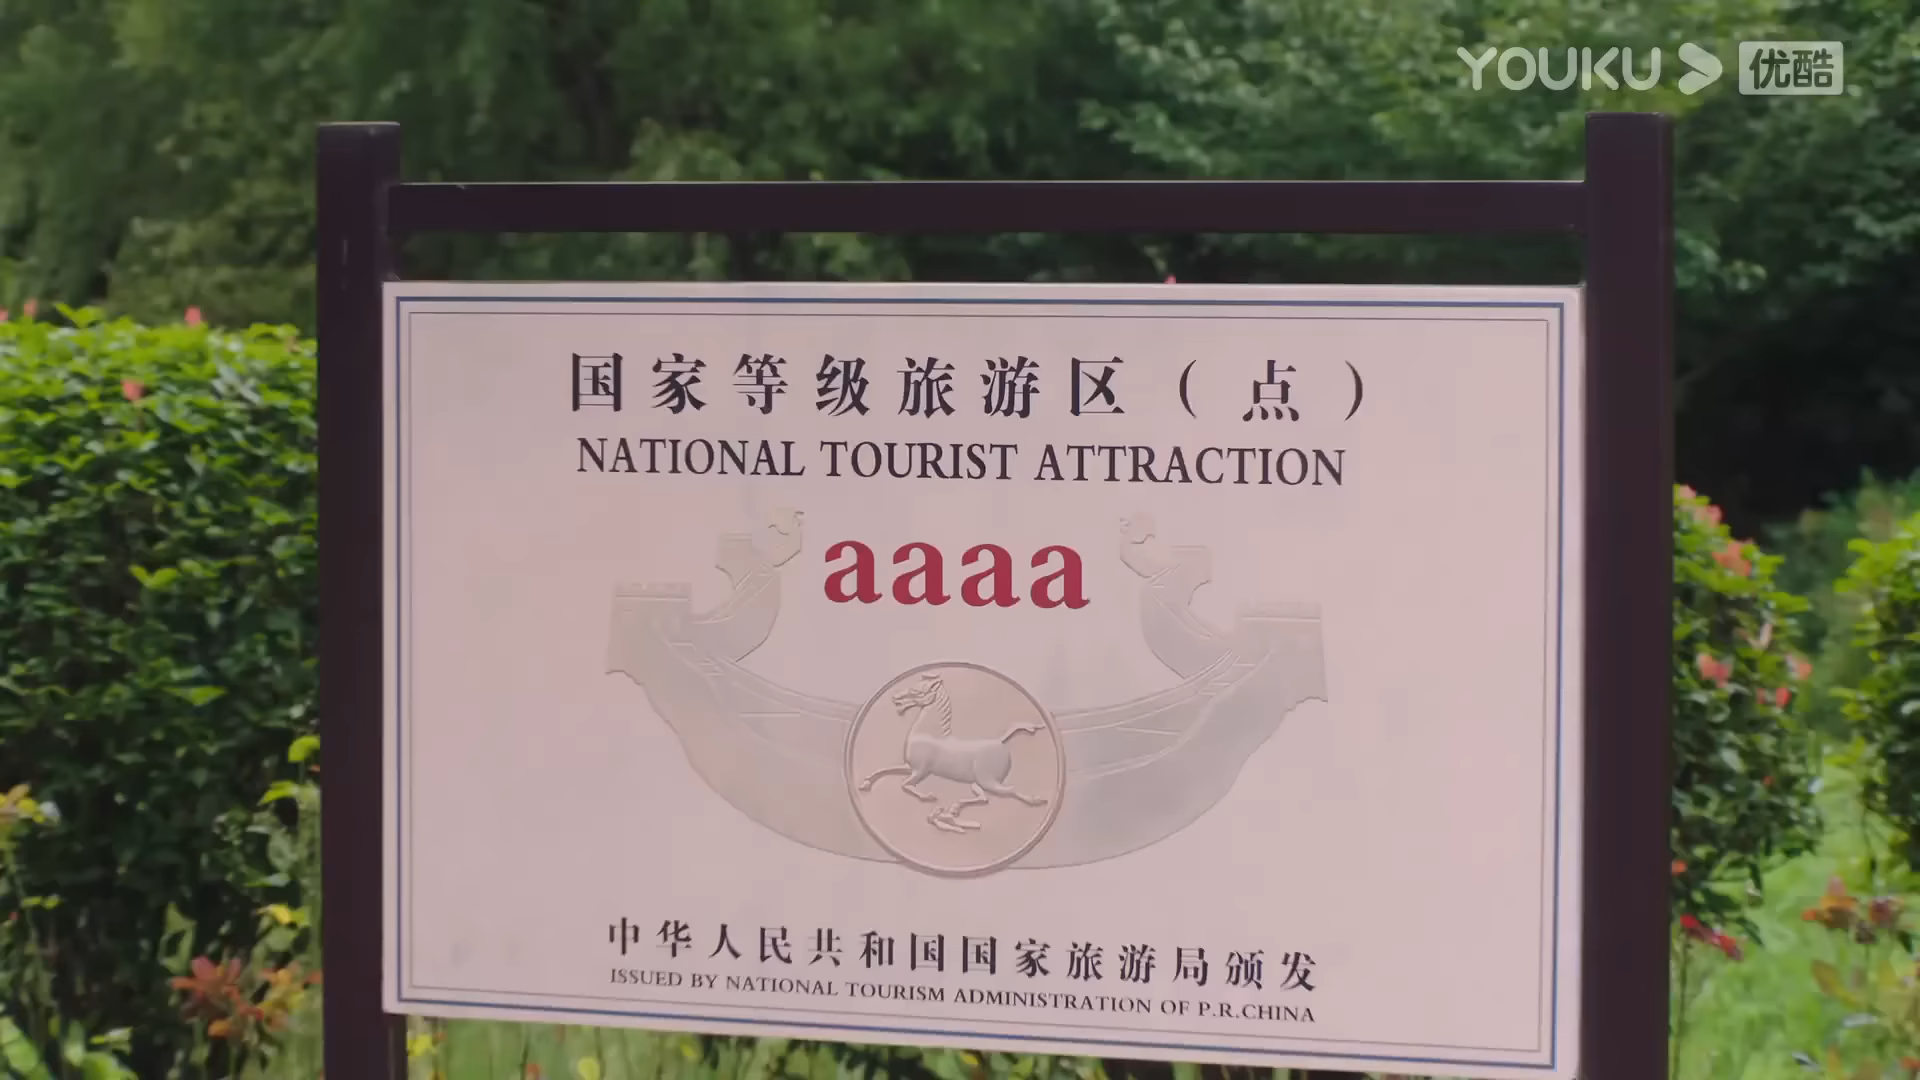 YOUKU 优酷
国家等级旅游区(点)
NATIONAL TOURIST ATTRACTION
aaaa
中华人民共和国国家旅游局颁发
ISSUED BY NATIONAL TOURISM ADMINISTRATION OF P.R.CHINA